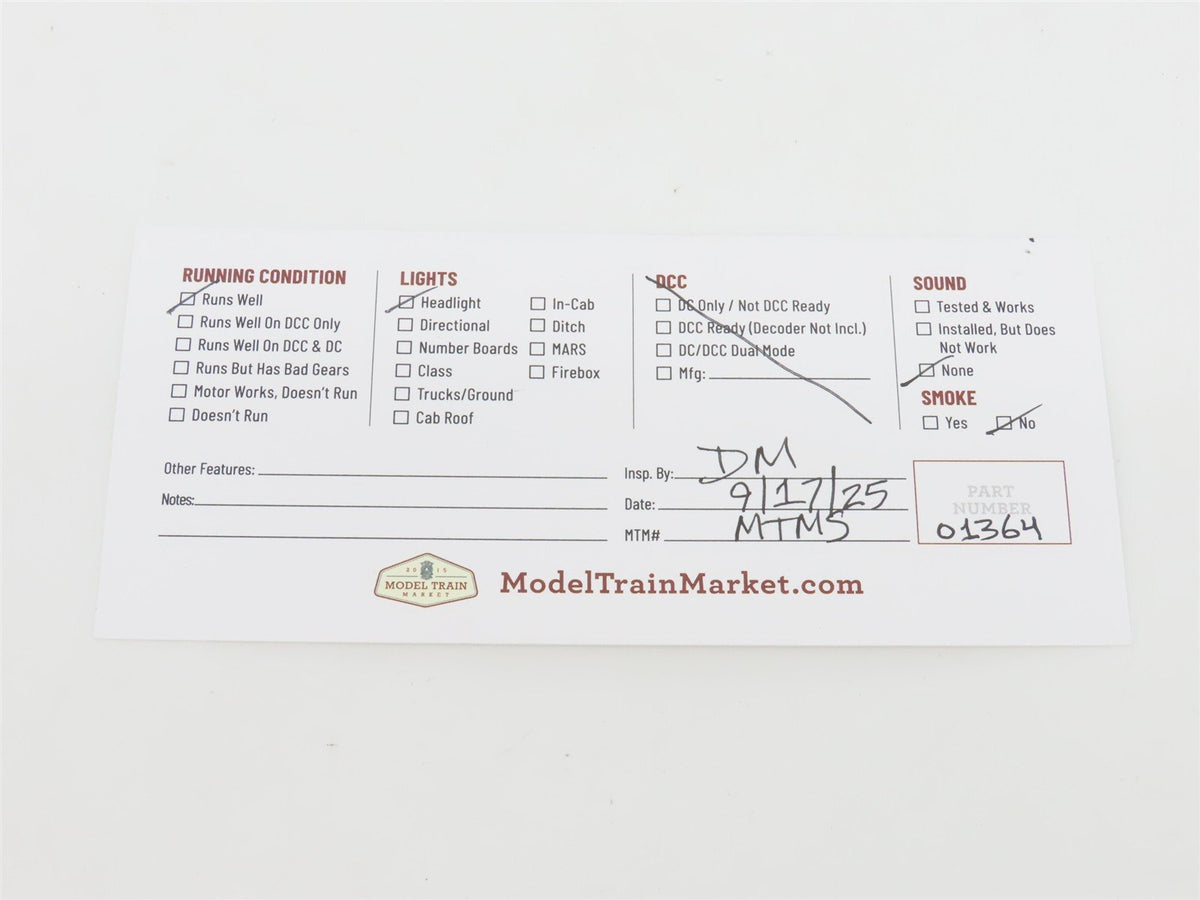 RUNNING CONDITION
Runs Well
Runs Well On DCC Only
Runs Well On DCC & DC
Runs But Has Bad Gears
Motor Works, Doesn't Run
Doesn't Run
LIGHTS
Headlight
Directional
Number Boards
Class
Trucks/Ground
Cab Roof
In-Cab
Ditch
MARS
Firebox
DCC
DC Only / Not DCC Ready
DCC Ready (Decoder Not Incl.)
DC/DCC Dual Mode
Mfg:
SOUND
Tested & Works
Installed, But Does
Not Work
None
SMOKE
Yes No
Other Features:
Notes:
Insp. By: DM
Date: 9/17/25
MTM# MTMS
PART
NUMBER
01364
2015
MODEL TRAIN
MARKET
ModelTrainMarket.com